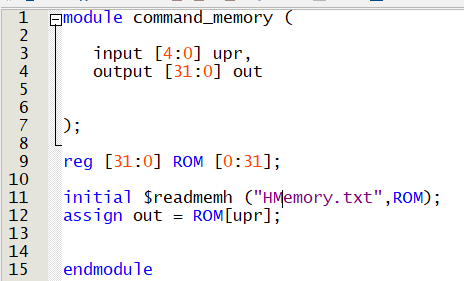 1 module command_memory (
2
3 input [4:0] upr,
4 output [31:0] out
5
6
7 );
8
9 reg [31:0] ROM [0:31];
10
11 initial $readmemh ("HMemory.txt",ROM);
12 assign out = ROM[upr];
13
14
15 endmodule